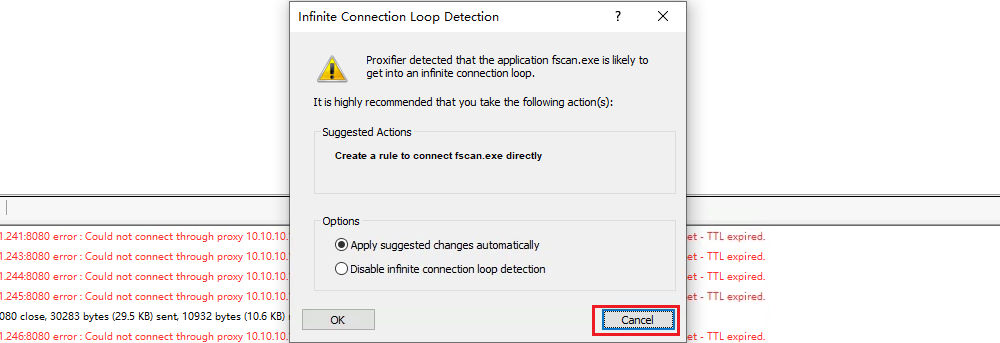 Infinite Connection Loop Detection
?
Proxifier detected that the application fscan.exe is likely to
get into an infinite connection loop.
It is highly recommended that you take the following action(s):
Suggested Actions
Create a rule to connect fscan.exe directly
Options
Apply suggested changes automatically
Disable infinite connection loop detection
OK
Cancel
1.241:8080 error : Could not connect through proxy 10.10.10. et - TTL expired.
1.243:8080 error : Could not connect through proxy 10.10.10. et - TTL expired.
1.244:8080 error : Could not connect through proxy 10.10.10. et - TTL expired.
1.245:8080 error : Could not connect through proxy 10.10.10. et - TTL expired.
080 close, 30283 bytes (29.5 KB) sent, 10932 bytes (10.6 KB)
1.246:8080 error : Could not connect through proxy 10.10.10. et - TTL expired.